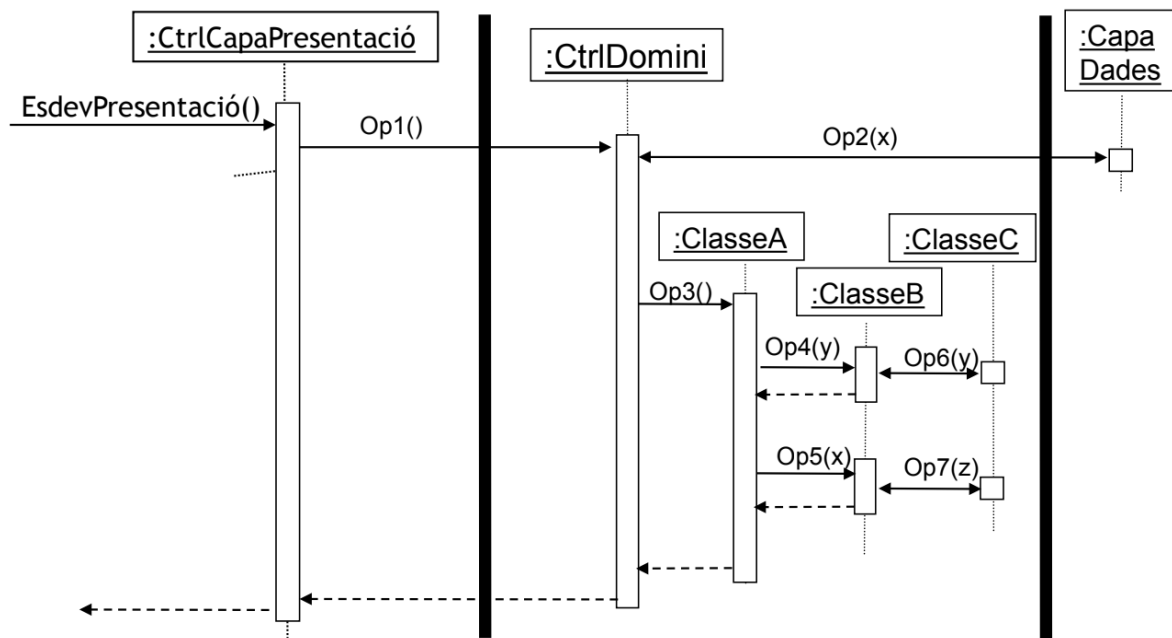 :CtrlCapaPresentació
:CtrlDomini
:Capa
Dades
EsdevPresentació()
Op1()
Op2(x)
:ClasseA
:ClasseC
Op3()
:ClasseB
Op4(y)
Op6(y)
Op5(x)
Op7(z)